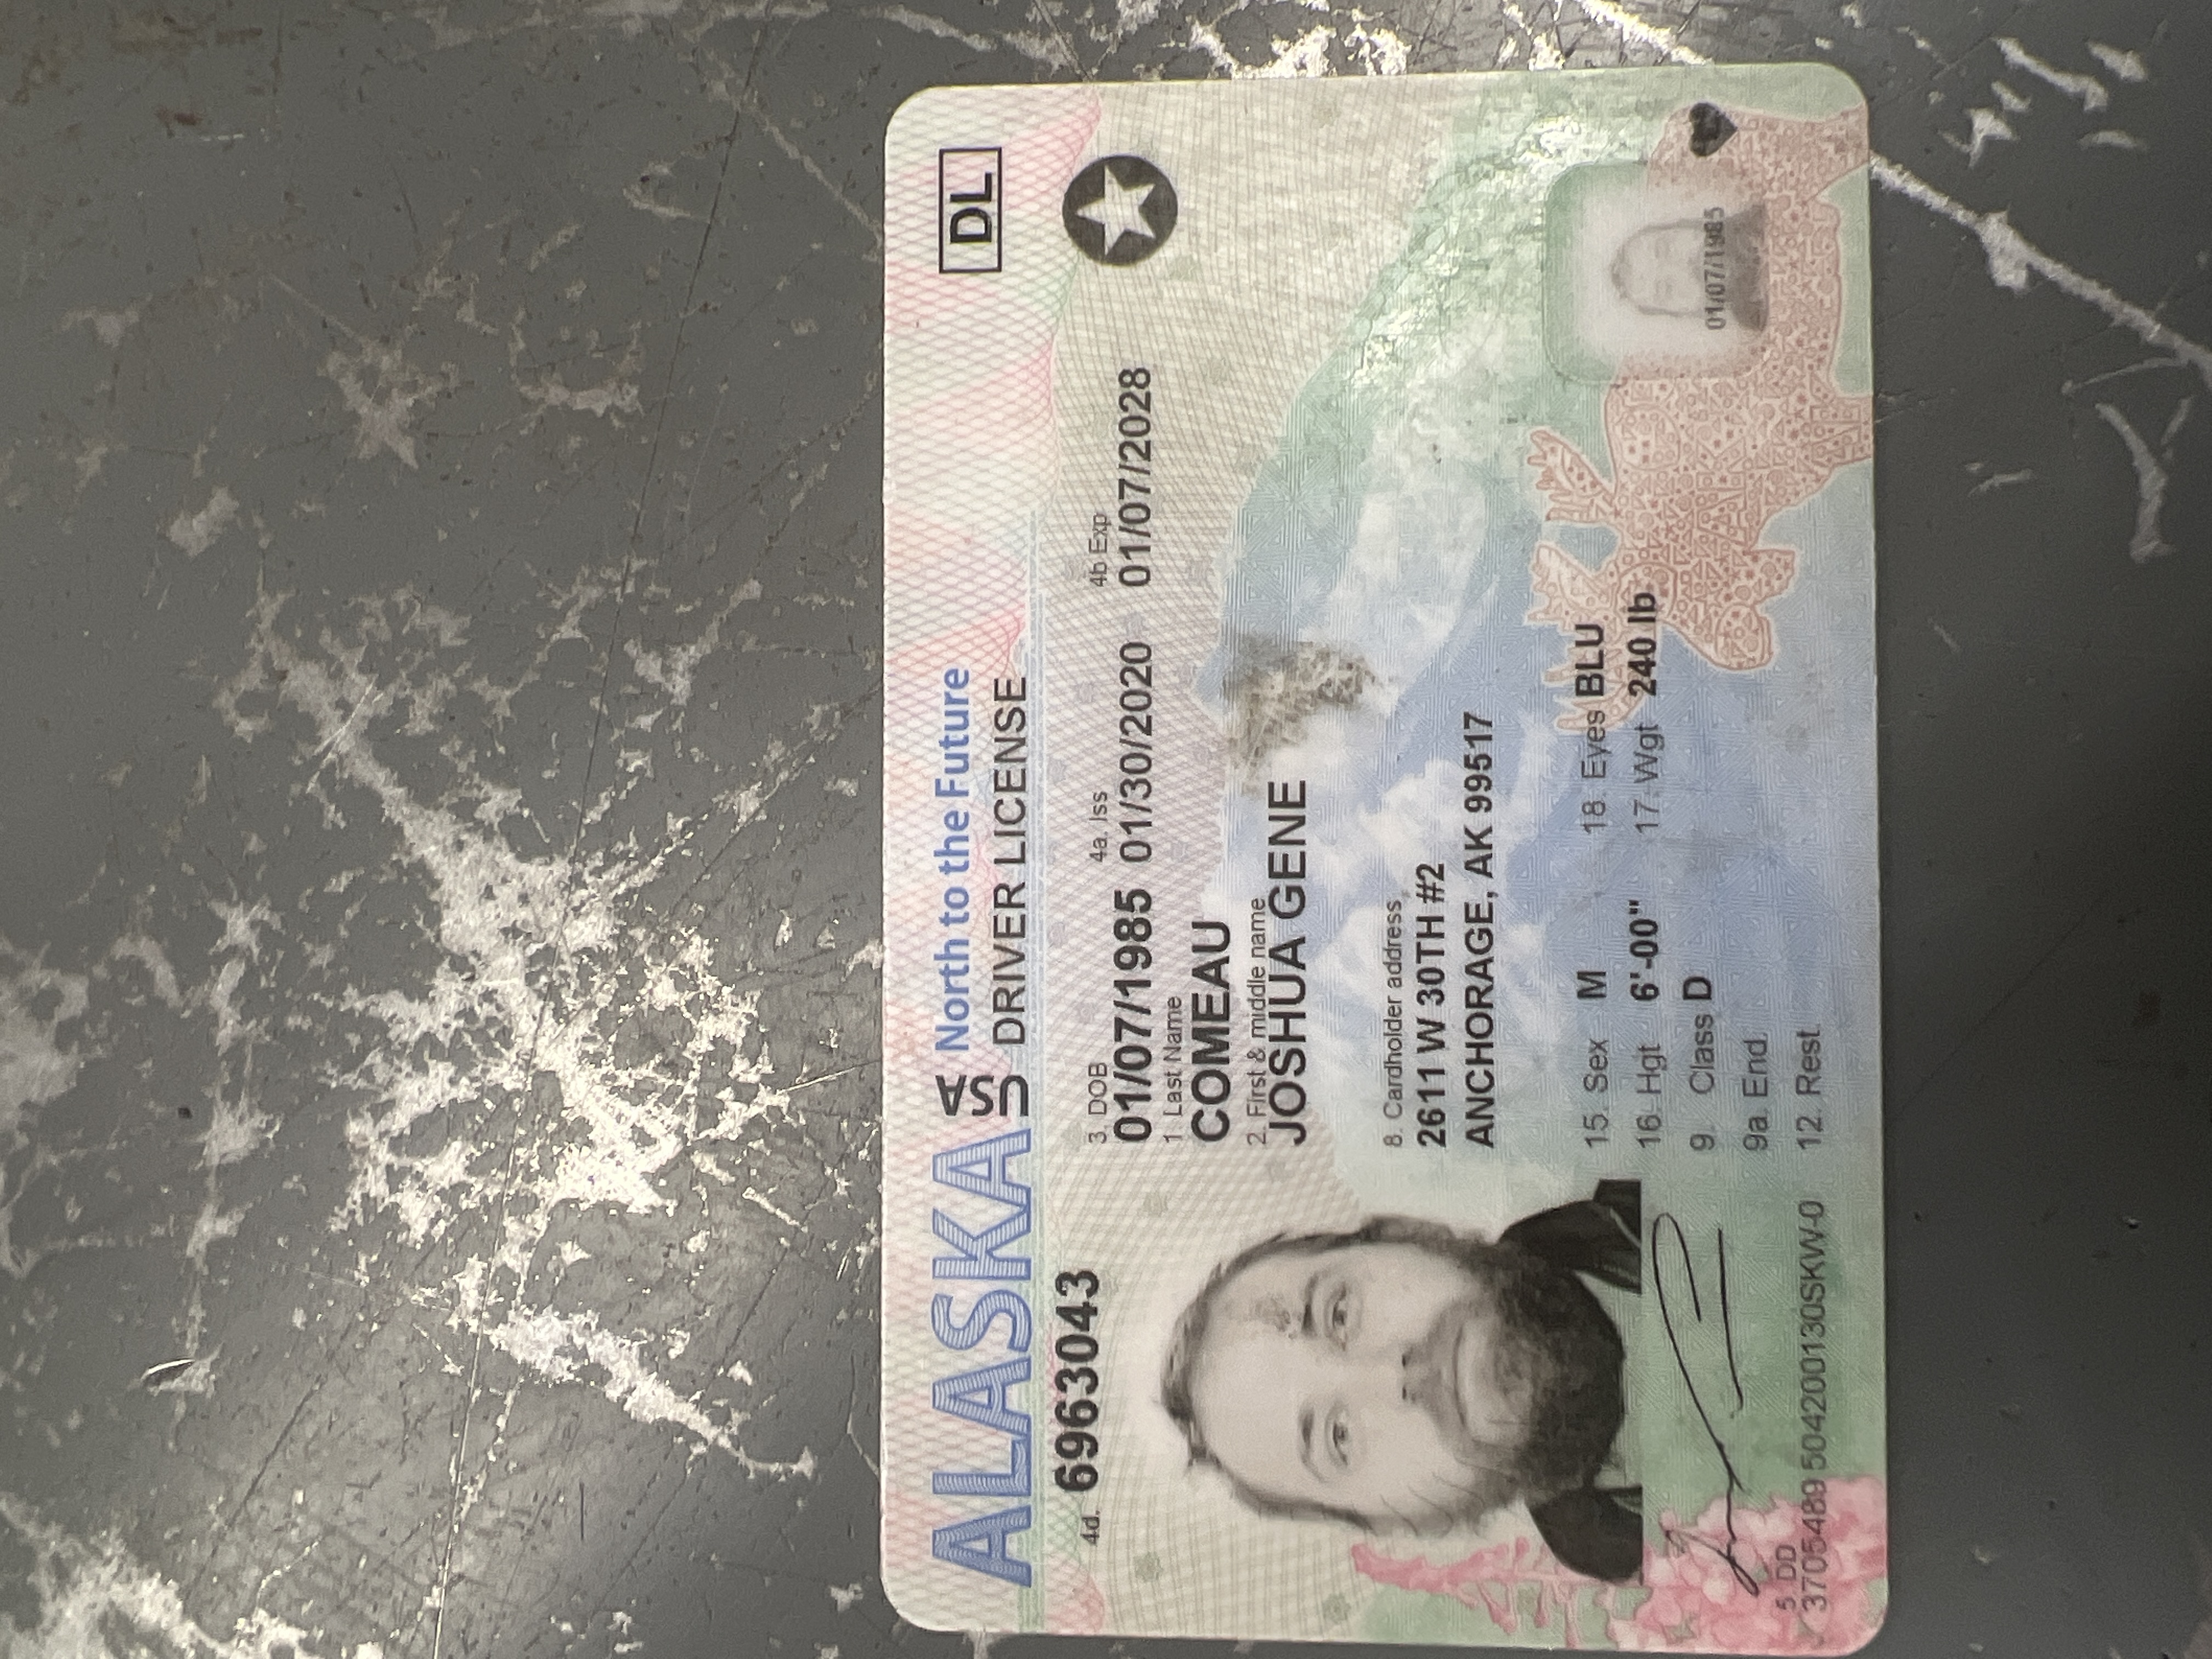 ALASKA USA North to the Future DL
DRIVER LICENSE
4d. 6963043
3. DOB 4a. Iss 4b Exp
01/07/1985 01/30/2020 01/07/2028
1. Last Name
COMEAU
2. First & middle name
JOSHUA GENE
8. Cardholder address
2611 W 30TH #2
ANCHORAGE, AK 99517
15. Sex M 18. Eyes BLU
16. Hgt 6'-00" 17. Wgt 240 lb
9. Class D
01/07/1985
9a. End.
5. DD
3705489 504200130SKW-0
12. Rest.